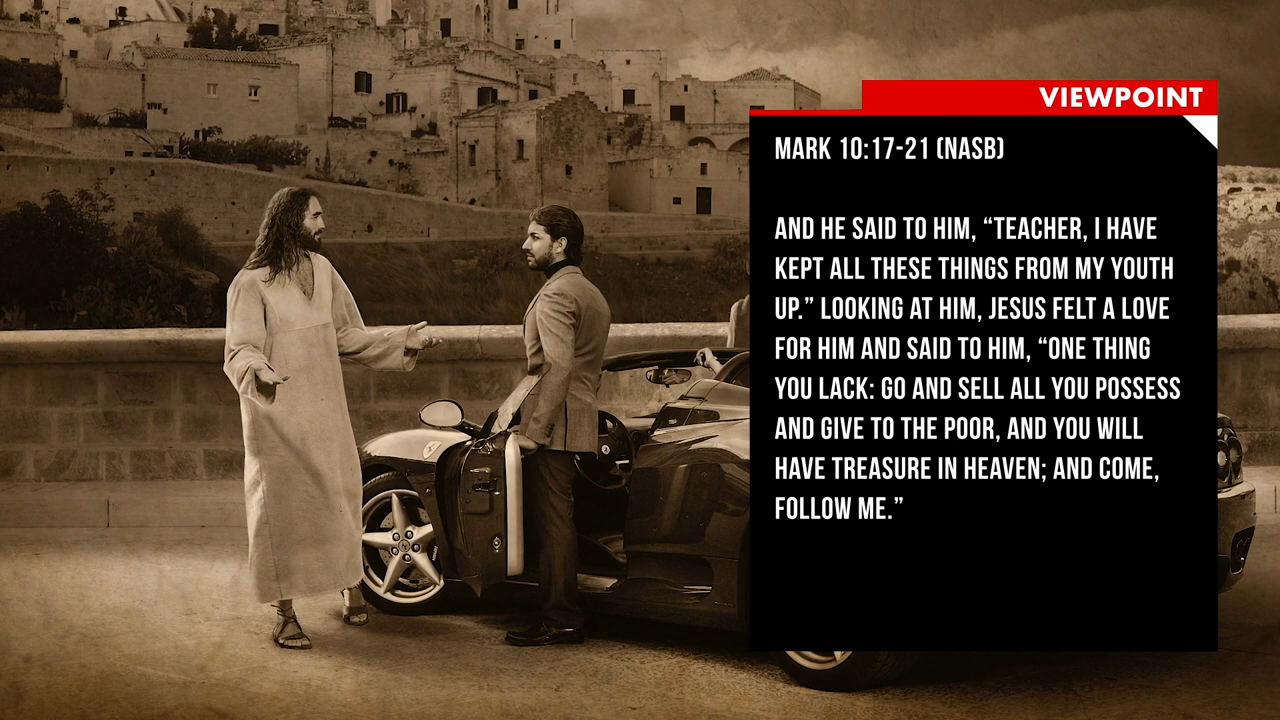 VIEWPOINT
MARK 10:17-21 (NASB)
AND HE SAID TO HIM, “TEACHER, I HAVE
KEPT ALL THESE THINGS FROM MY YOUTH
UP.” LOOKING AT HIM, JESUS FELT A LOVE
FOR HIM AND SAID TO HIM, “ONE THING
YOU LACK: GO AND SELL ALL YOU POSSESS
AND GIVE TO THE POOR, AND YOU WILL
HAVE TREASURE IN HEAVEN; AND COME,
FOLLOW ME.”